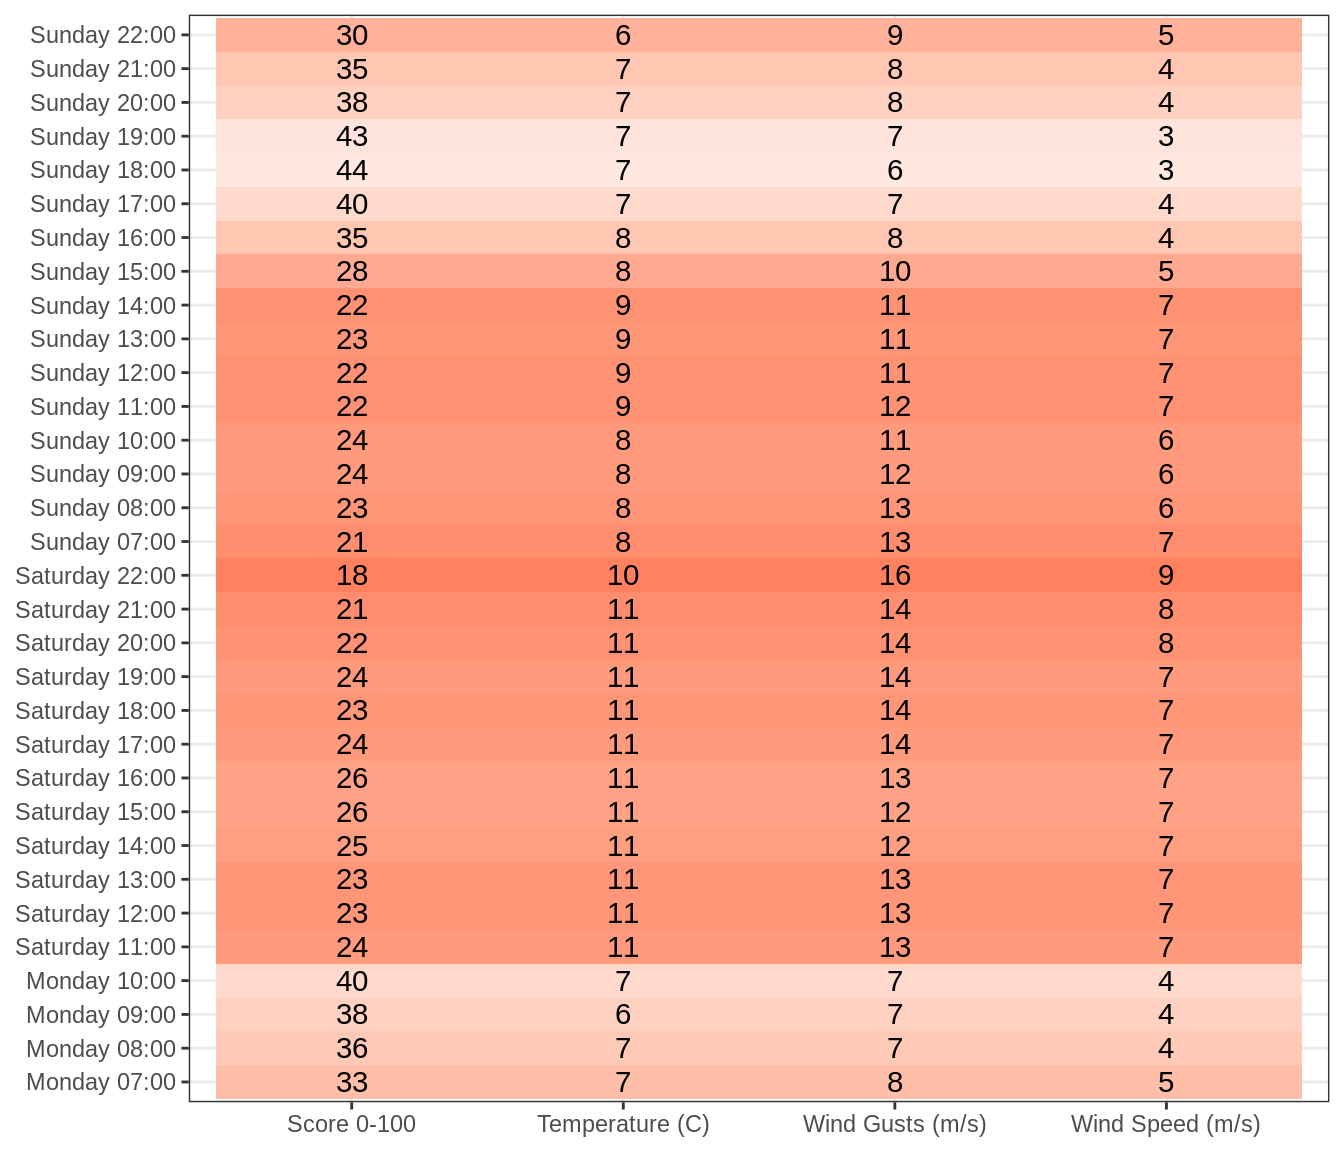 Sunday 22:00 30 6 9 5
Sunday 21:00 35 7 8 4
Sunday 20:00 38 7 8 4
Sunday 19:00 43 7 7 3
Sunday 18:00 44 7 6 3
Sunday 17:00 40 7 7 4
Sunday 16:00 35 8 8 4
Sunday 15:00 28 8 10 5
Sunday 14:00 22 9 11 7
Sunday 13:00 23 9 11 7
Sunday 12:00 22 9 11 7
Sunday 11:00 22 9 12 7
Sunday 10:00 24 8 11 6
Sunday 09:00 24 8 12 6
Sunday 08:00 23 8 13 6
Sunday 07:00 21 8 13 7
Saturday 22:00 18 10 16 9
Saturday 21:00 21 11 14 8
Saturday 20:00 22 11 14 8
Saturday 19:00 24 11 14 7
Saturday 18:00 23 11 14 7
Saturday 17:00 24 11 14 7
Saturday 16:00 26 11 13 7
Saturday 15:00 26 11 12 7
Saturday 14:00 25 11 12 7
Saturday 13:00 23 11 13 7
Saturday 12:00 23 11 13 7
Saturday 11:00 24 11 13 7
Monday 10:00 40 7 7 4
Monday 09:00 38 6 7 4
Monday 08:00 36 7 7 4
Monday 07:00 33 7 8 5
Score 0-100 Temperature (C) Wind Gusts (m/s) Wind Speed (m/s)